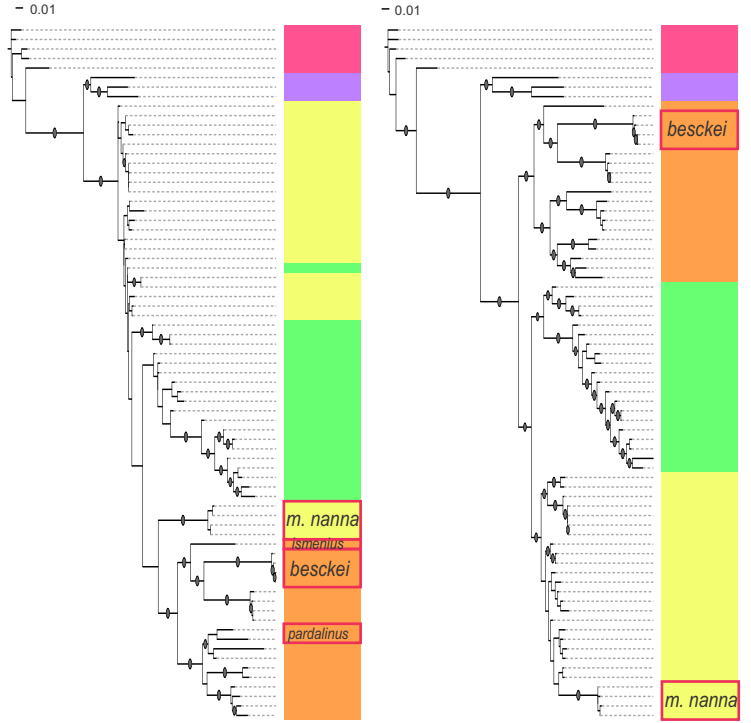 0.01
0.01
besckei
m. nanna
ismenius
besckei
pardalinus
m. nanna